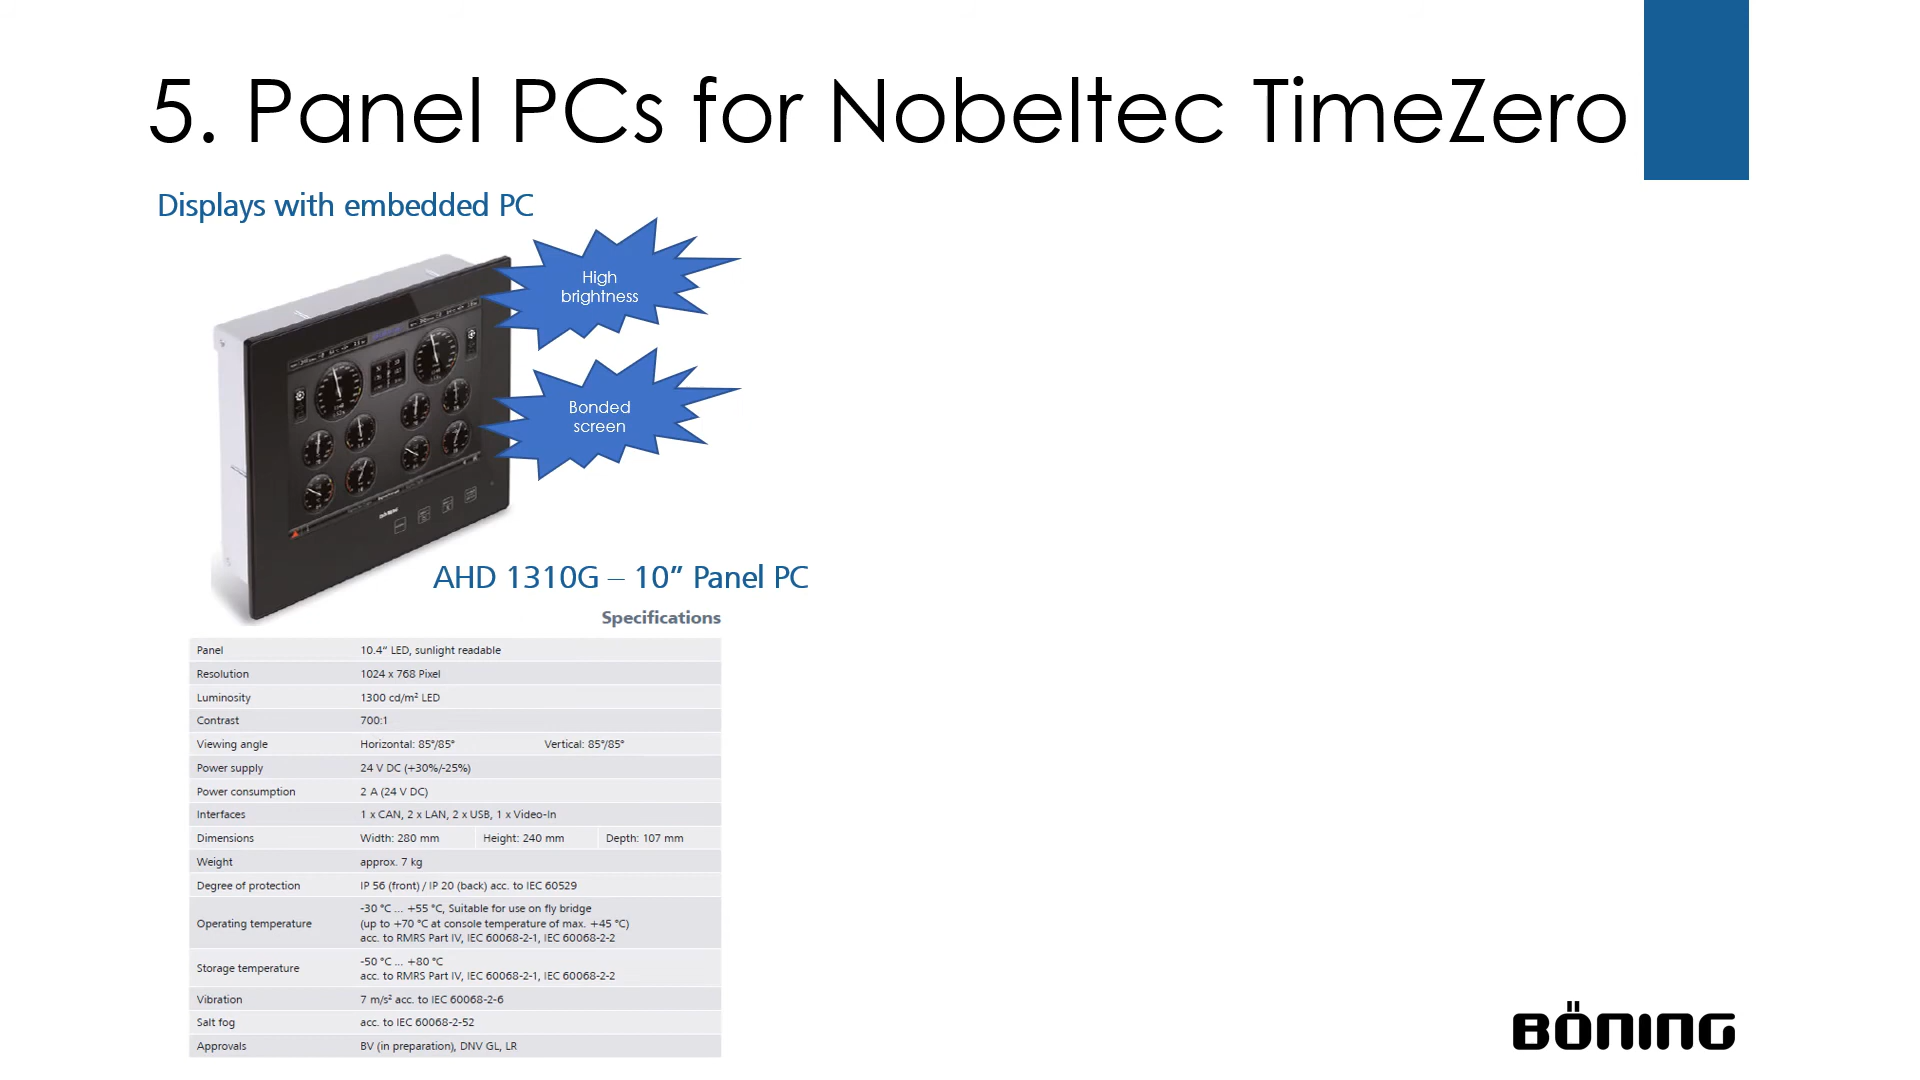 5. Panel PCs for Nobeltec TimeZero
Displays with embedded PC
High
brightness
Bonded
screen
AHD 1310G – 10” Panel PC
Specifications
Panel 10.4“ LED, sunlight readable
Resolution 1024 x 768 Pixel
Luminosity 1300 cd/m² LED
Contrast 700:1
Viewing angle Horizontal: 85°/85° Vertical: 85°/85°
Power supply 24 V DC (+30%/-25%)
Power consumption 2 A (24 V DC)
Interfaces 1 x CAN, 2 x LAN, 2 x USB, 1 x Video-In
Dimensions Width: 280 mm Height: 240 mm Depth: 107 mm
Weight approx. 7 kg
Degree of protection IP 56 (front) / IP 20 (back) acc. to IEC 60529
Operating temperature -30 °C ... +55 °C, Suitable for use on fly bridge
(up to +70 °C at console temperature of max. +45 °C)
acc. to RMRS Part IV, IEC 60068-2-1, IEC 60068-2-2
Storage temperature -50 °C ... +80 °C
acc. to RMRS Part IV, IEC 60068-2-1, IEC 60068-2-2
Vibration 7 m/s² acc. to IEC 60068-2-6
Salt fog acc. to IEC 60068-2-52
Approvals BV (in preparation), DNV GL, LR
BÖNING